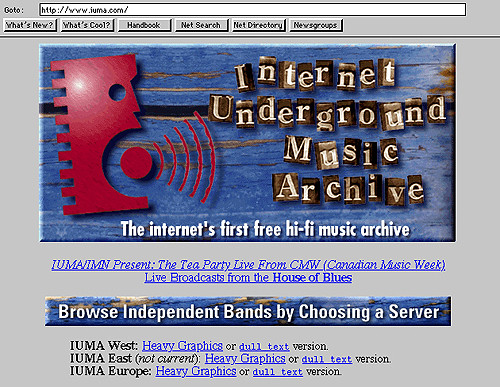 Goto: http://www.iuma.com/
What's New? What's Cool? Handbook Net Search Net Directory Newsgroups
Internet
Underground
Music
Archive
The internet's first free hi-fi music archive
IUMA/IMN Present: The Tea Party Live From CMW (Canadian Music Week)
Live Broadcasts from the House of Blues
Browse Independent Bands by Choosing a Server
IUMA West: Heavy Graphics or dull text version.
IUMA East (not current): Heavy Graphics or dull text version.
IUMA Europe: Heavy Graphics or dull text version.